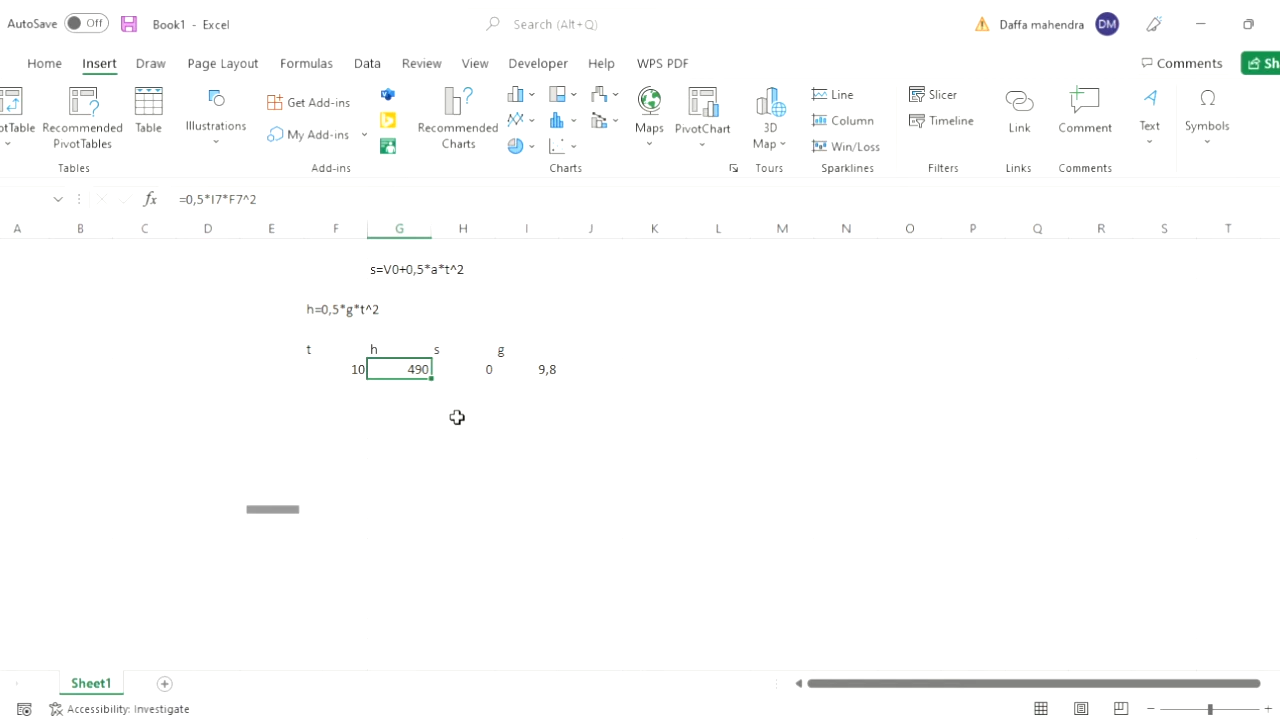 AutoSave Off Book1 - Excel Search (Alt+Q) Daffa mahendra DM
Home Insert Draw Page Layout Formulas Data Review View Developer Help WPS PDF Comments Sh
otTable Recommended PivotTables Table Illustrations Get Add-ins My Add-ins Recommended Charts Maps PivotChart 3D Map Line Column Win/Loss Slicer Timeline Link Comment Text Symbols
Tables Add-ins Charts Tours Sparklines Filters Links Comments
fx =0,5*I7*F7^2
A B C D E F G H I J K L M N O P Q R S T
s=V0+0,5*a*t^2
h=0,5*g*t^2
t h s g
10 490 0 9,8
Sheet1
Accessibility: Investigate